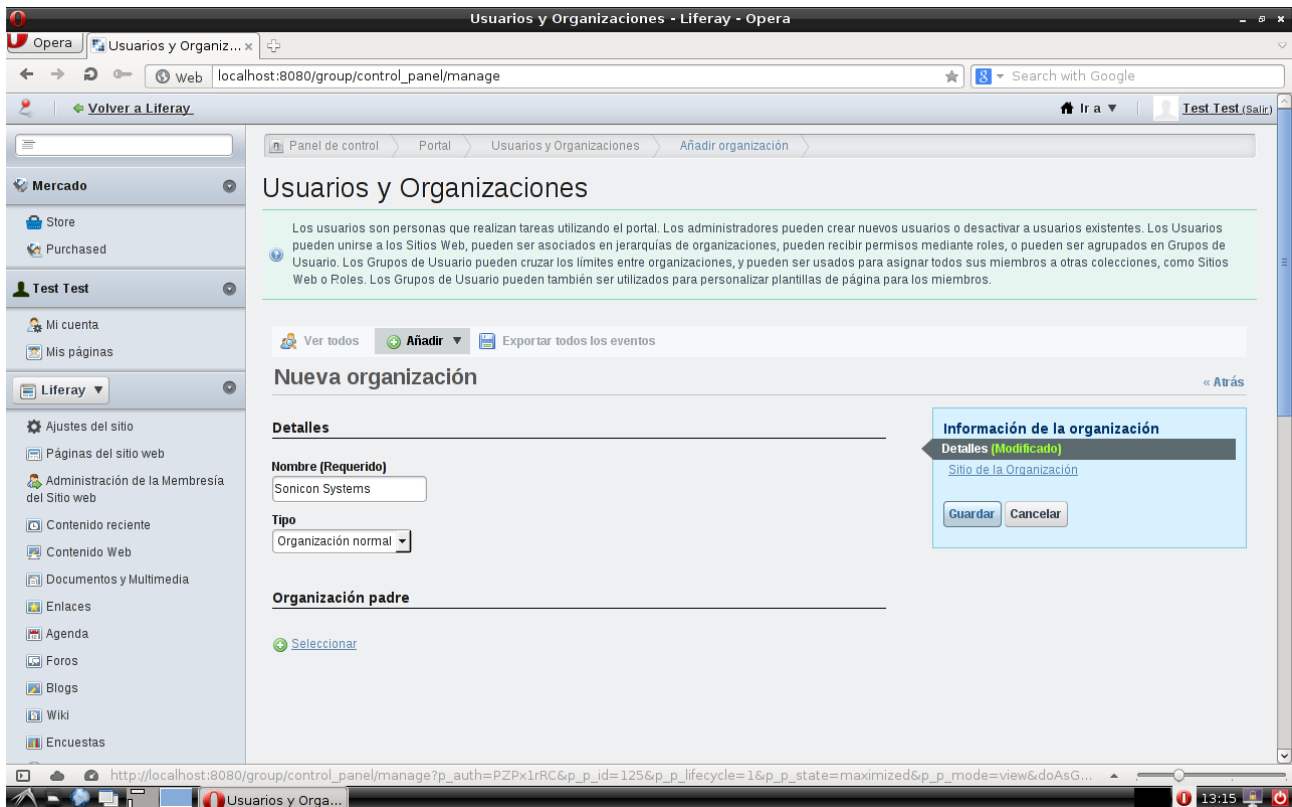 Usuarios y Organizaciones - Liferay - Opera
Opera
Usuarios y Organiz...
Web
localhost:8080/group/control_panel/manage
Search with Google
Volver a Liferay
Ir a ▼
Test Test (Salir)
Panel de control
Portal
Usuarios y Organizaciones
Añadir organización
Mercado
Store
Purchased
Test Test
Mi cuenta
Mis páginas
Liferay ▼
Ajustes del sitio
Páginas del sitio web
Administración de la Membresía
del Sitio web
Contenido reciente
Contenido Web
Documentos y Multimedia
Enlaces
Agenda
Foros
Blogs
Wiki
Encuestas
Usuarios y Organizaciones
Los usuarios son personas que realizan tareas utilizando el portal. Los administradores pueden crear nuevos usuarios o desactivar a usuarios existentes. Los Usuarios
pueden unirse a los Sitios Web, pueden ser asociados en jerarquías de organizaciones, pueden recibir permisos mediante roles, o pueden ser agrupados en Grupos de
Usuario. Los Grupos de Usuario pueden cruzar los límites entre organizaciones, y pueden ser usados para asignar todos sus miembros a otras colecciones, como Sitios
Web o Roles. Los Grupos de Usuario pueden también ser utilizados para personalizar plantillas de página para los miembros.
Ver todos
Añadir ▼
Exportar todos los eventos
Nueva organización
« Atrás
Detalles
Nombre (Requerido)
Sonicon Systems
Tipo
Organización normal
Organización padre
Seleccionar
Información de la organización
Detalles (Modificado)
Sitio de la Organización
Guardar
Cancelar
http://localhost:8080/group/control_panel/manage?p_auth=PZPx1rRC&p_p_id=125&p_p_lifecycle=1&p_p_state=maximized&p_p_mode=view&doAsG...
Usuarios y Orga...
13:15